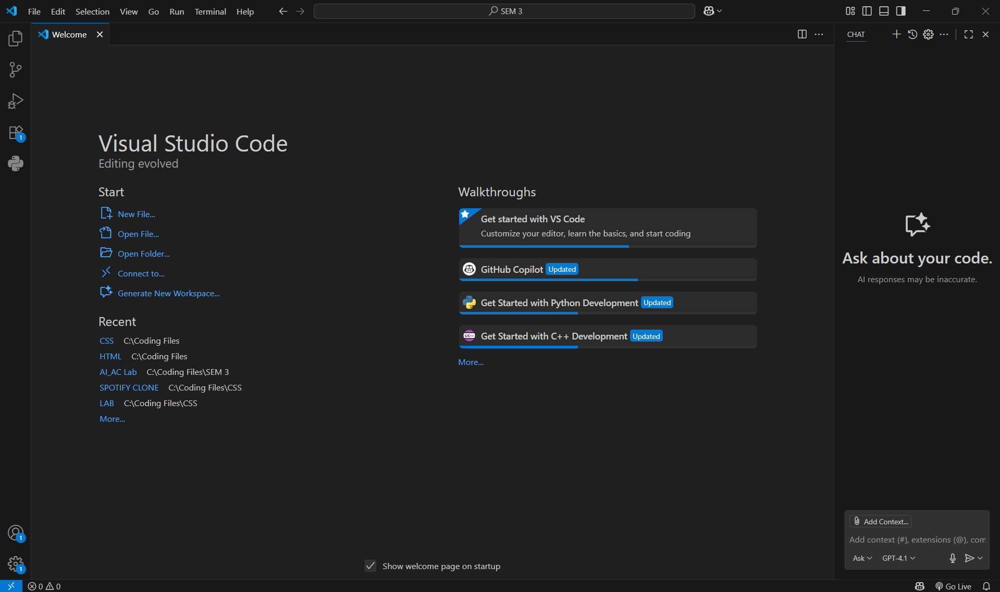 File Edit Selection View Go Run Terminal Help
SEM 3
Welcome
CHAT
1
Visual Studio Code
Editing evolved
Start
New File...
Open File...
Open Folder...
Connect to...
Generate New Workspace...
Recent
CSS C:\Coding Files
HTML C:\Coding Files
AI_AC Lab C:\Coding Files\SEM 3
SPOTIFY CLONE C:\Coding Files\CSS
LAB C:\Coding Files\CSS
More...
Walkthroughs
Get started with VS Code
Customize your editor, learn the basics, and start coding
GitHub Copilot Updated
Get Started with Python Development Updated
C/C++ Get Started with C++ Development Updated
More...
Show welcome page on startup
Ask about your code.
AI responses may be inaccurate.
Add Context...
Add context (#), extensions (@), com
Ask GPT-4.1
1
1
0 0
Go Live